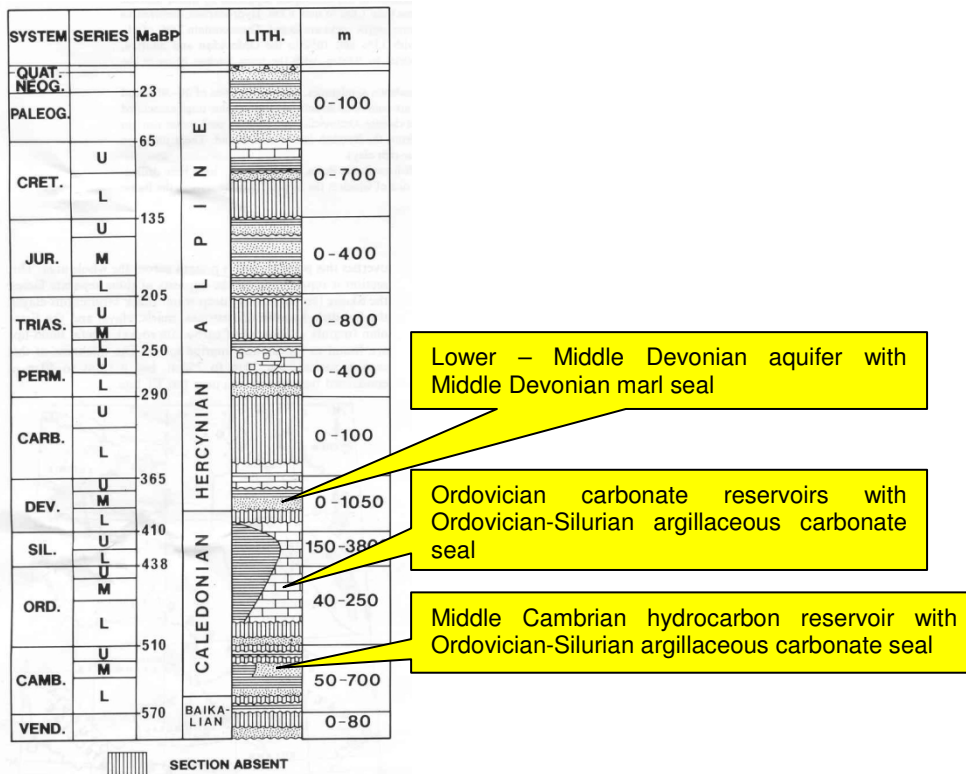 SYSTEM SERIES MaBP LITH. m
QUAT.
NEOG.
23
PALEOG.
0-100
65
CRET.
U
L
0-700
135
JUR.
U
M
L
0-400
205
TRIAS.
U
M
L
0-800
250
PERM.
U
L
0-400
290
CARB.
U
L
0-100
365
DEV.
U
M
L
0-1050
410
SIL.
U
L
150-3800
438
ORD.
U
M
L
40-250
510
CAMB.
U
M
L
50-700
570
VEND.
0-80
ALPINE
HERCYNIAN
CALEDONIAN
BAIKA-
LIAN
SECTION ABSENT
Lower – Middle Devonian aquifer with
Middle Devonian marl seal
Ordovician carbonate reservoirs with
Ordovician-Silurian argillaceous carbonate
seal
Middle Cambrian hydrocarbon reservoir with
Ordovician-Silurian argillaceous carbonate seal